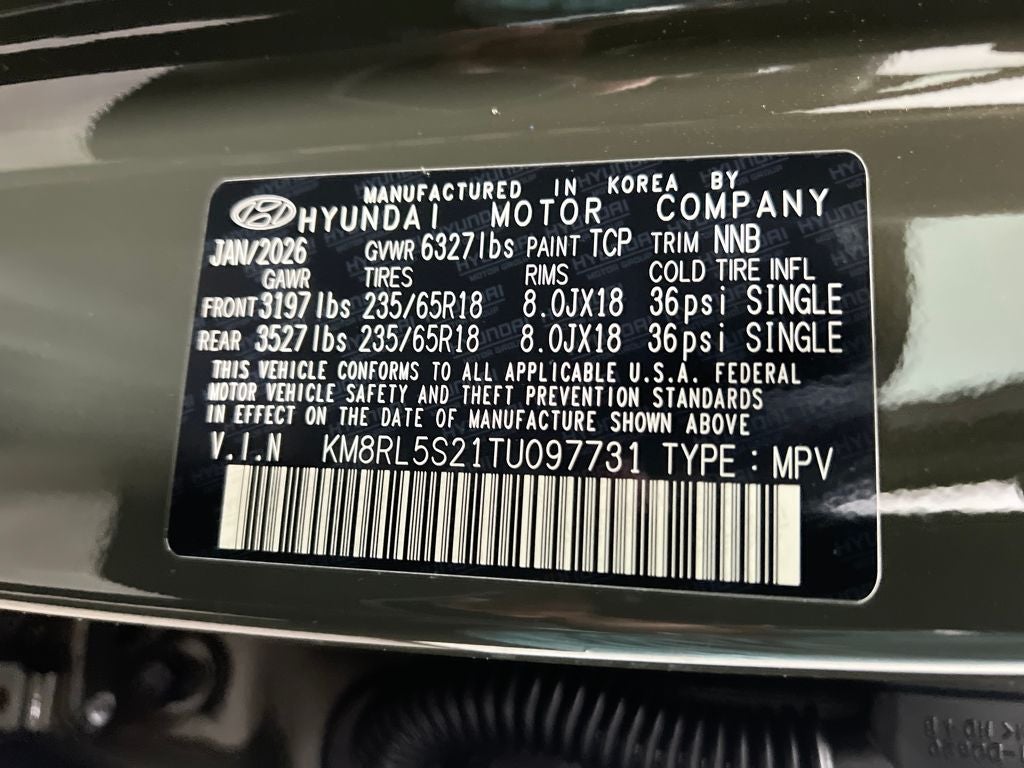 MANUFACTURED IN KOREA BY
HYUNDAI MOTOR COMPANY
JAN/2026 GVWR 6327lbs PAINT TCP TRIM NNB
GAWR TIRES RIMS COLD TIRE INFL
FRONT 3197lbs 235/65R18 8.0JX18 36psi SINGLE
REAR 3527lbs 235/65R18 8.0JX18 36psi SINGLE
THIS VEHICLE CONFORMS TO ALL APPLICABLE U.S.A. FEDERAL
MOTOR VEHICLE SAFETY AND THEFT PREVENTION STANDARDS
IN EFFECT ON THE DATE OF MANUFACTURE SHOWN ABOVE
V.I.N KM8RL5S21TU097731 TYPE : MPV